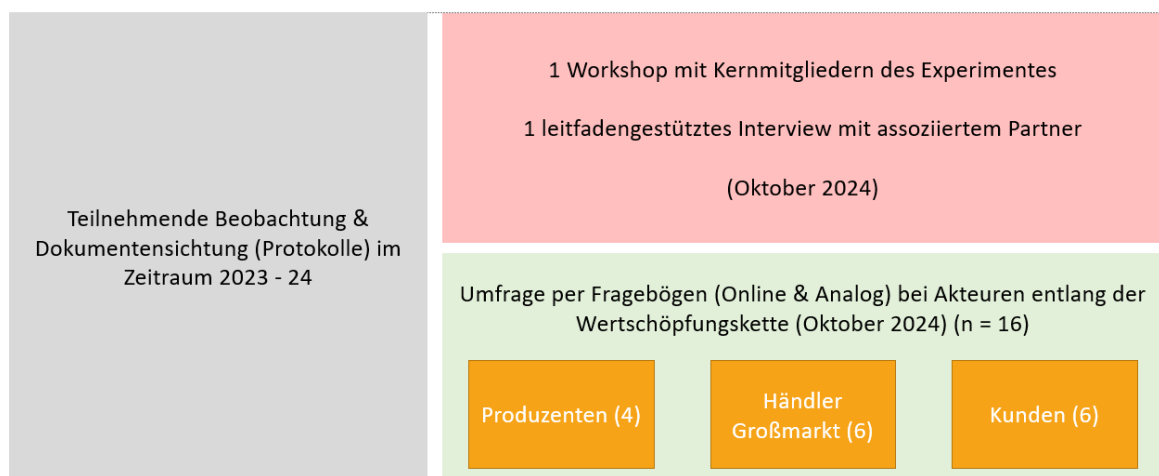 Teilnehmende Beobachtung &
Dokumentensichtung (Protokolle) im
Zeitraum 2023 - 24
1 Workshop mit Kernmitgliedern des Experimentes
1 leitfadengestütztes Interview mit assoziiertem Partner
(Oktober 2024)
Umfrage per Fragebögen (Online & Analog) bei Akteuren entlang der
Wertschöpfungskette (Oktober 2024) (n = 16)
Produzenten (4)
Händler
Großmarkt (6)
Kunden (6)